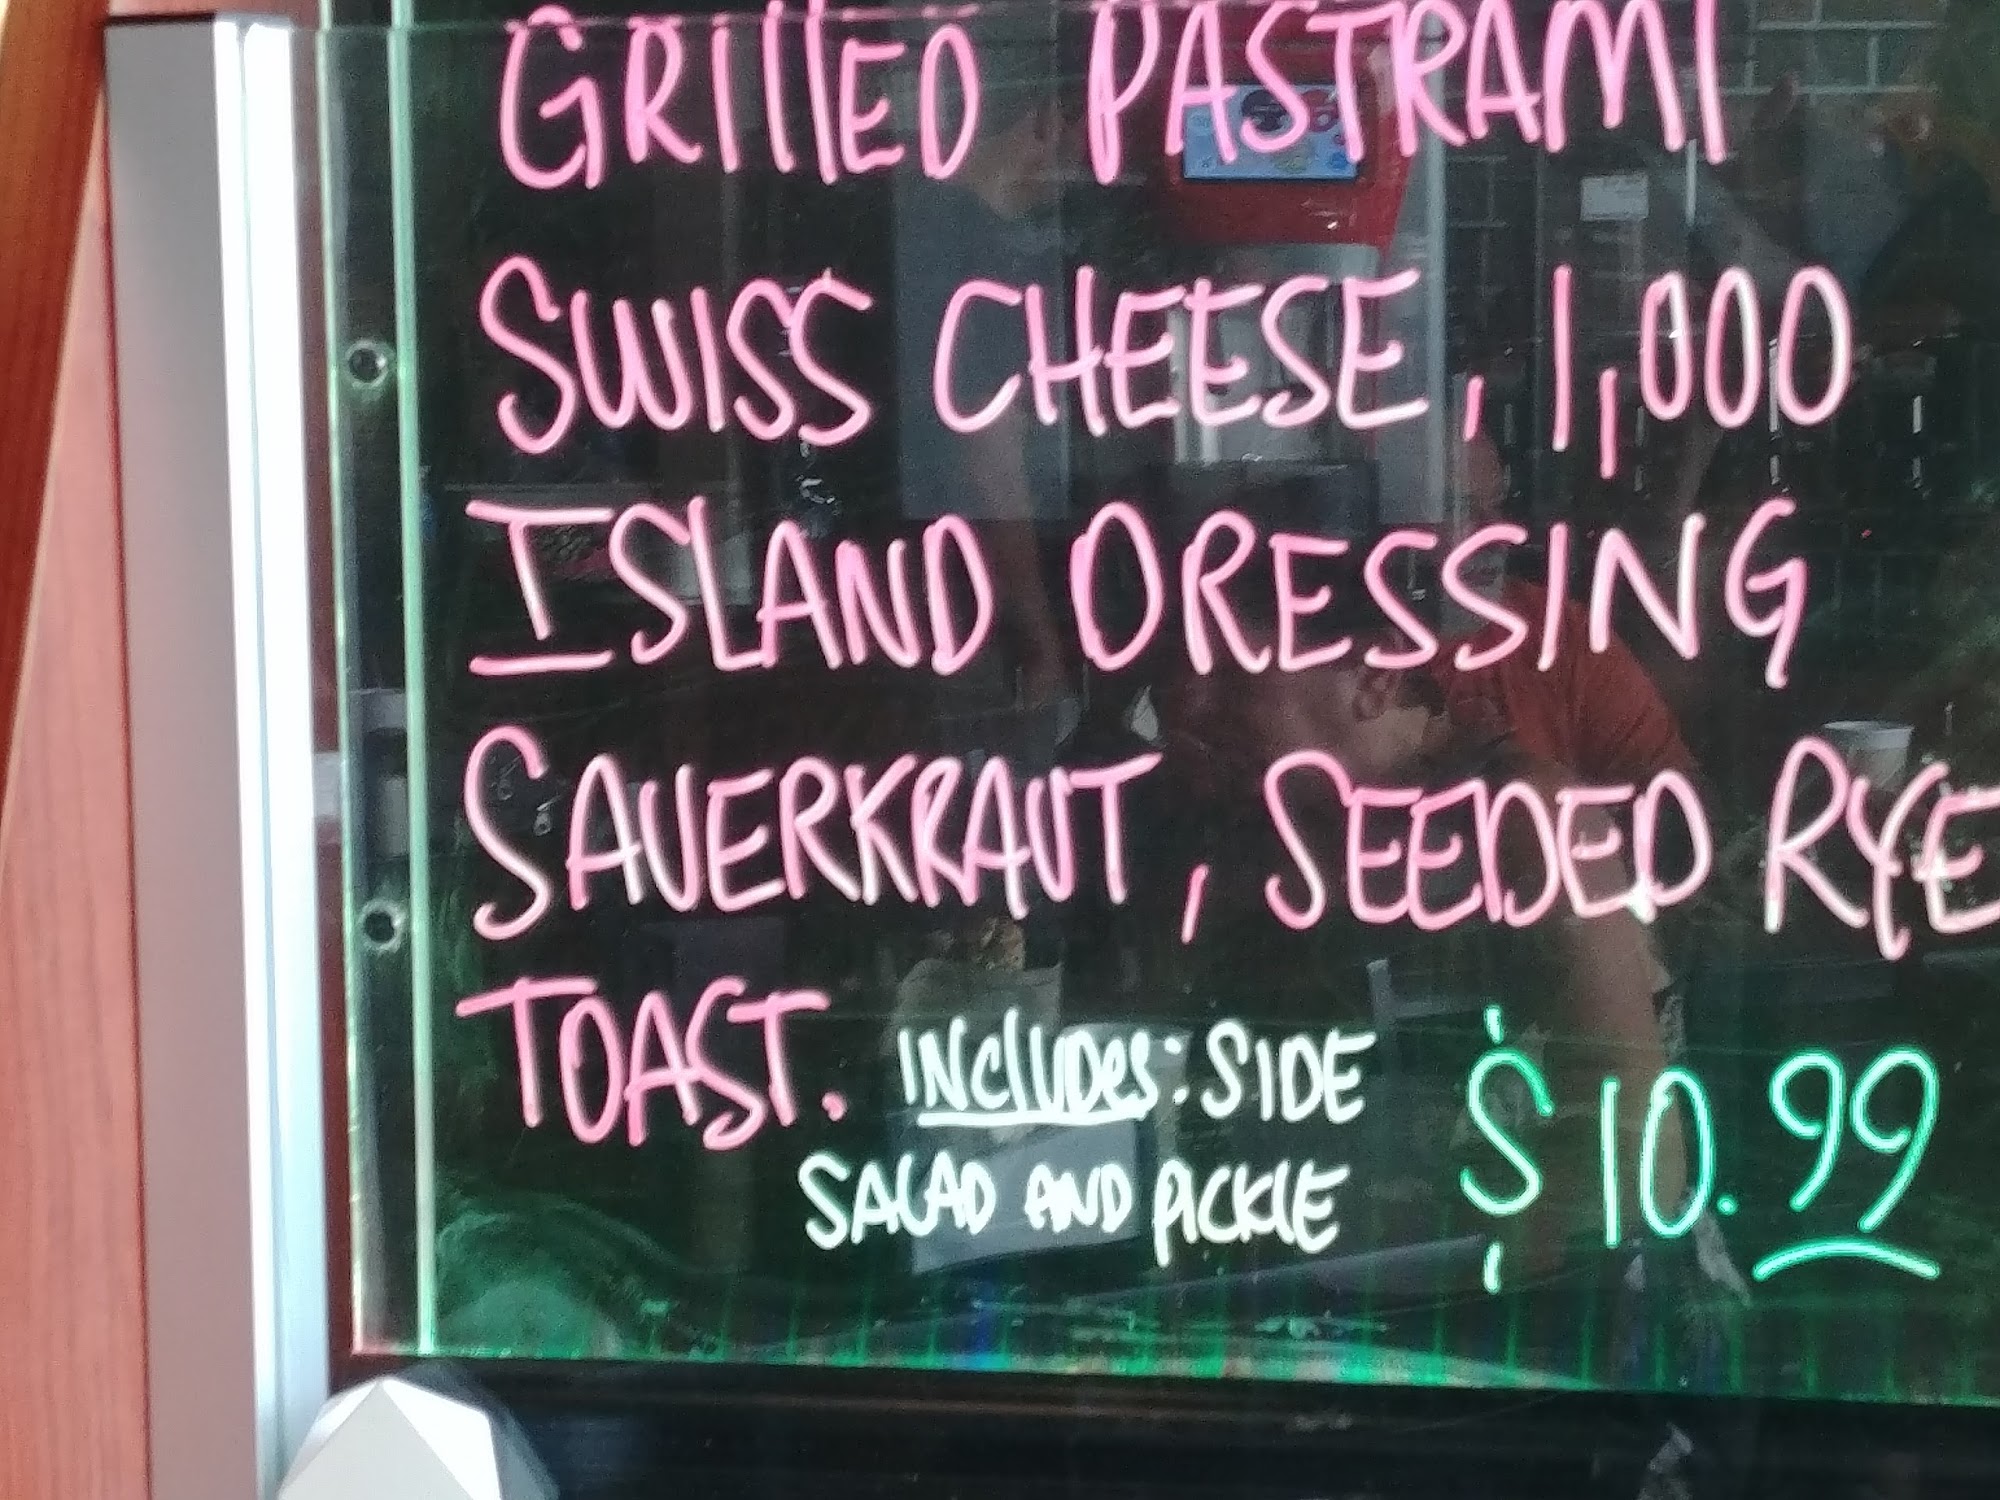 GRILLED PASTRAMI
SWISS CHEESE, 1,000
ISLAND DRESSING
SAUERKRAUT, SEEDED RYE
TOAST. INCLUDES: SIDE
SALAD AND PICKLE $10.99